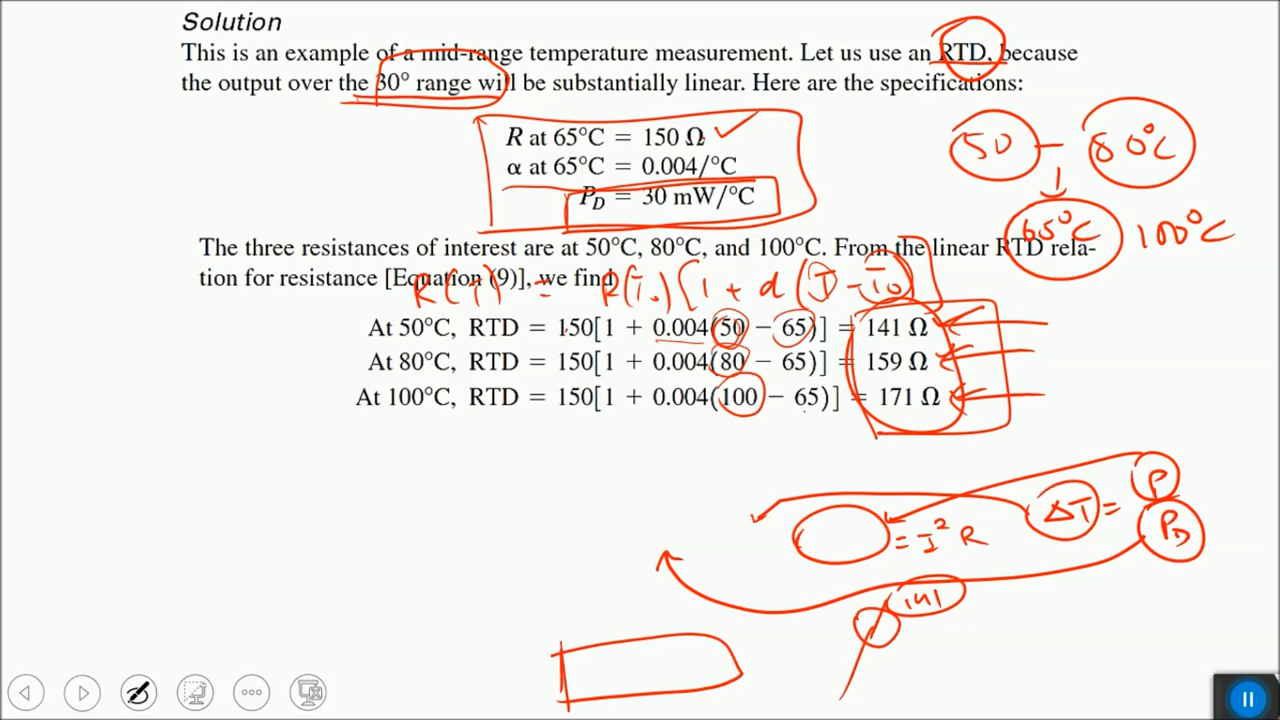 Solution
This is an example of a mid-range temperature measurement. Let us use an RTD, because
the output over the 30° range will be substantially linear. Here are the specifications:
R at 65°C = 150 Ω
α at 65°C = 0.004/°C
P_D = 30 mW/°C
50 - 80°C
65°C 100°C
The three resistances of interest are at 50°C, 80°C, and 100°C. From the linear RTD rela-
tion for resistance [Equation (9)], we find
R(T) = R(T₀) [1 + α (T - T₀)]
At 50°C, RTD = 150[1 + 0.004(50 − 65)] = 141 Ω
At 80°C, RTD = 150[1 + 0.004(80 − 65)] = 159 Ω
At 100°C, RTD = 150[1 + 0.004(100 − 65)] = 171 Ω
ΔT = P
P_D
= I² R
141